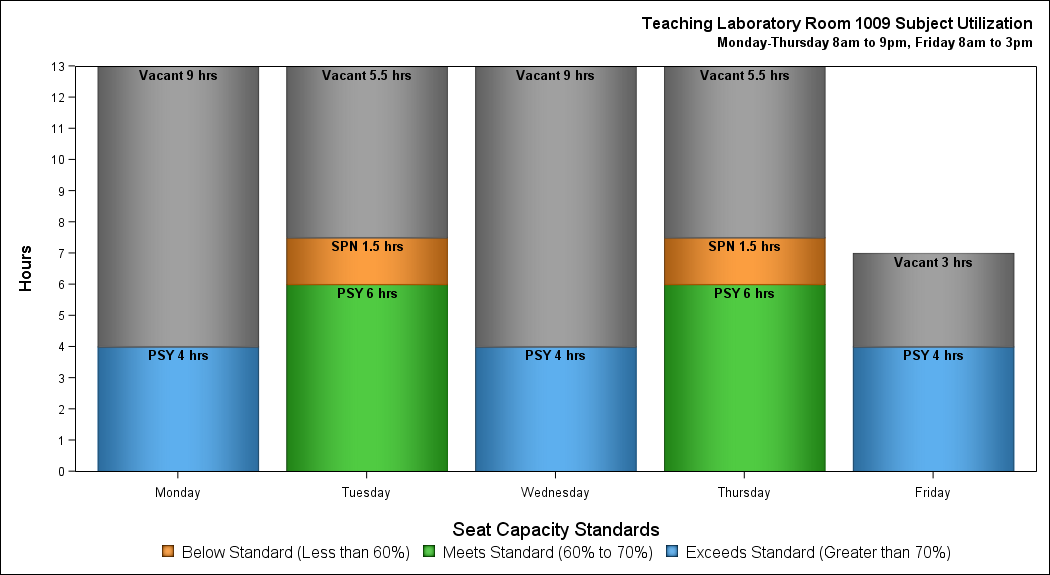 Teaching Laboratory Room 1009 Subject Utilization
Monday-Thursday 8am to 9pm, Friday 8am to 3pm
Hours
13
12
11
10
9
8
7
6
5
4
3
2
1
0
Vacant 9 hrs
PSY 4 hrs
Vacant 5.5 hrs
SPN 1.5 hrs
PSY 6 hrs
Vacant 9 hrs
PSY 4 hrs
Vacant 5.5 hrs
SPN 1.5 hrs
PSY 6 hrs
Vacant 3 hrs
PSY 4 hrs
Monday Tuesday Wednesday Thursday Friday
Seat Capacity Standards
Below Standard (Less than 60%) Meets Standard (60% to 70%) Exceeds Standard (Greater than 70%)